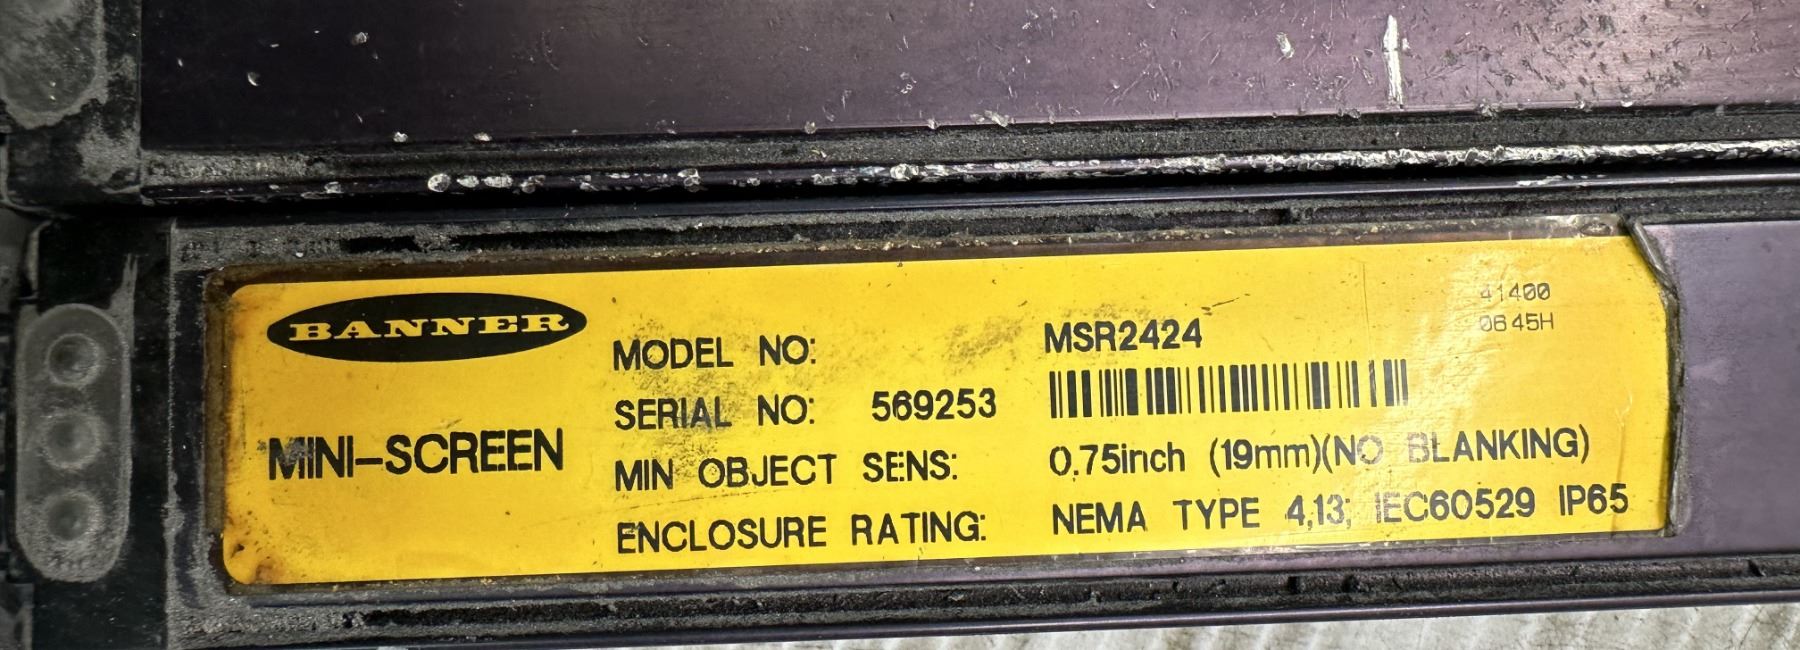 BANNER
MINI-SCREEN
MODEL NO: MSR2424
SERIAL NO: 569253
MIN OBJECT SENS: 0.75inch (19mm)(NO BLANKING)
ENCLOSURE RATING: NEMA TYPE 4,13; IEC60529 IP65
41400
0645H